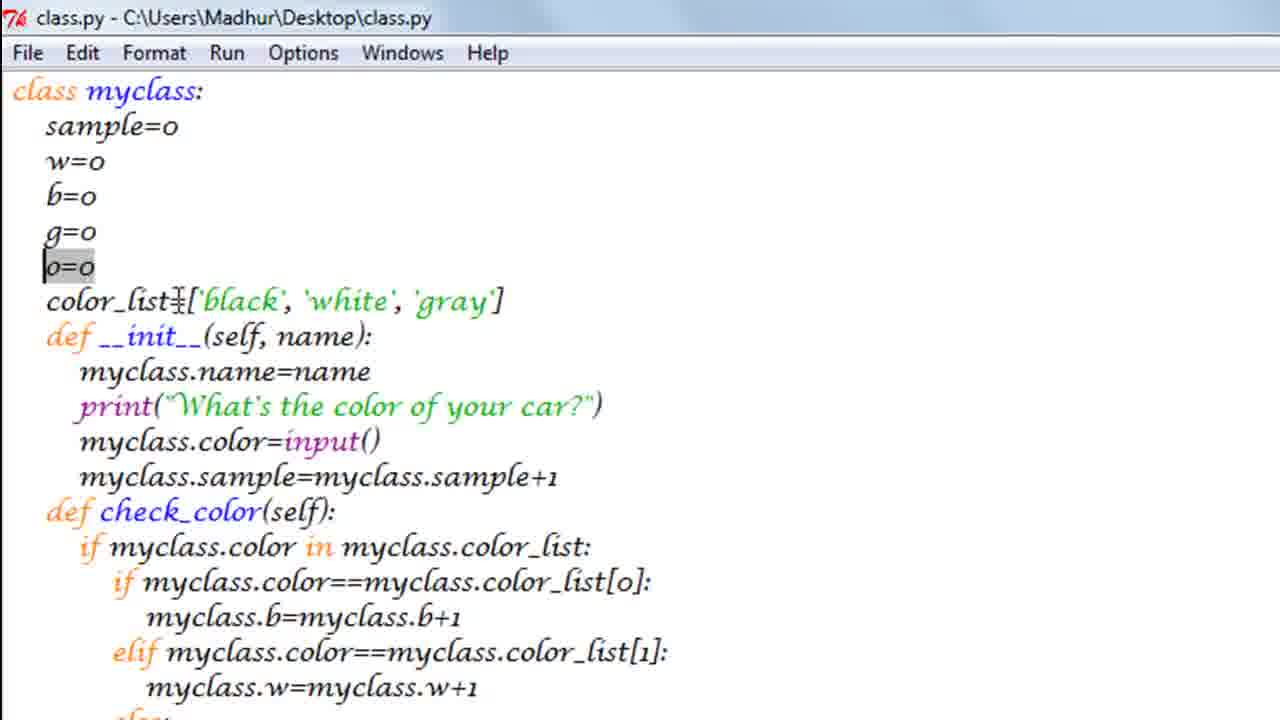 class.py - C:\Users\Madhur\Desktop\class.py
File Edit Format Run Options Windows Help
class myclass:
sample=0
w=0
b=0
g=0
o=0
color_list=['black', 'white', 'gray']
def __init__(self, name):
myclass.name=name
print("What's the color of your car?")
myclass.color=input()
myclass.sample=myclass.sample+1
def check_color(self):
if myclass.color in myclass.color_list:
if myclass.color==myclass.color_list[0]:
myclass.b=myclass.b+1
elif myclass.color==myclass.color_list[1]:
myclass.w=myclass.w+1
else: